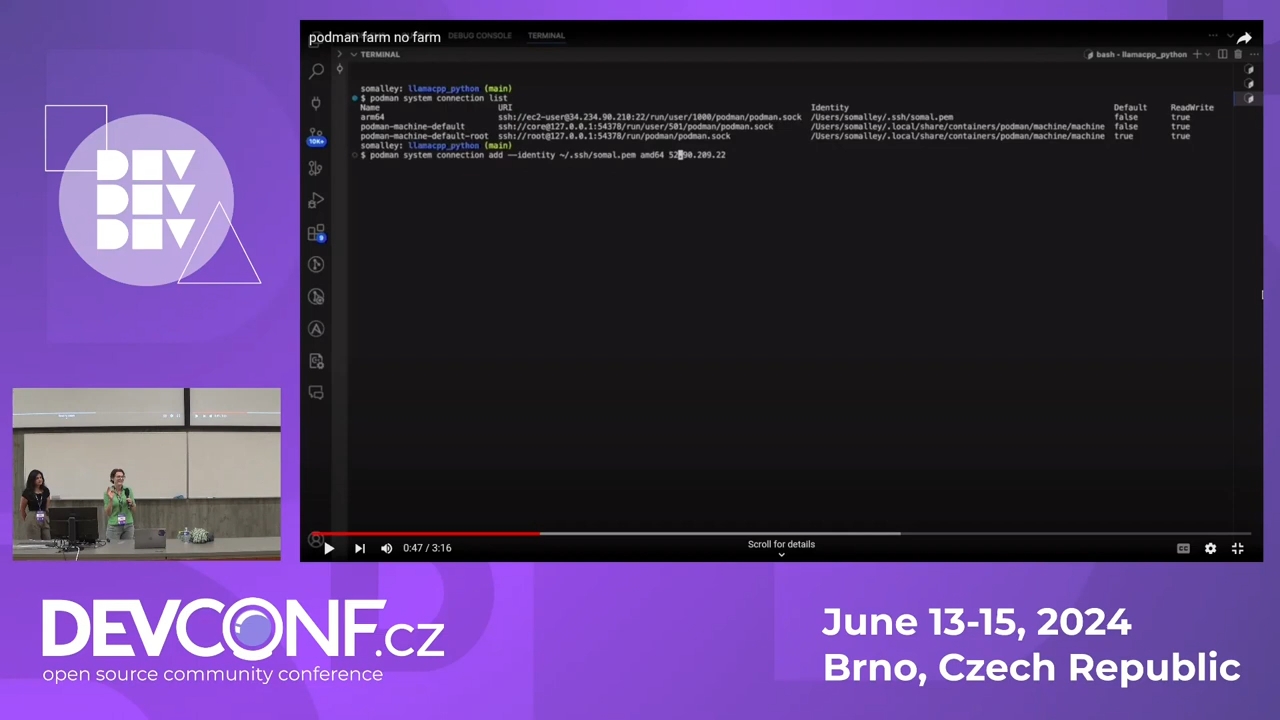 DEV
DEV
DEV
podman farm no farm
DEBUG CONSOLE
TERMINAL
TERMINAL
bash - llamacpp_python
somalley: llamacpp_python (main)
$ podman system connection list
Name URI Identity Default ReadWrite
arm64 ssh://ec2-user@34.234.90.210:22/run/user/1000/podman/podman.sock /Users/somalley/.ssh/somal.pem false true
podman-machine-default ssh://core@127.0.0.1:54378/run/user/501/podman/podman.sock /Users/somalley/.local/share/containers/podman/machine/machine false true
podman-machine-default-root ssh://root@127.0.0.1:54378/run/podman/podman.sock /Users/somalley/.local/share/containers/podman/machine/machine true true
somalley: llamacpp_python (main)
$ podman system connection add --identity ~/.ssh/somal.pem amd64 52.90.209.22
10K+
Scroll for details
0:47 / 3:16
CC
DEVCONF.cz
open source community conference
June 13-15, 2024
Brno, Czech Republic